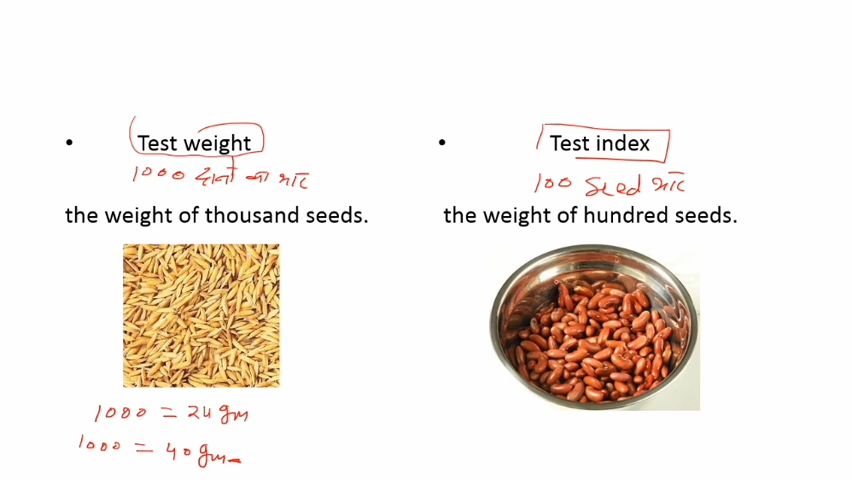 • Test weight
1000 दानों का भार
the weight of thousand seeds.
1000 = 24 gm
1000 = 40 gm
• Test index
100 seed भार
the weight of hundred seeds.